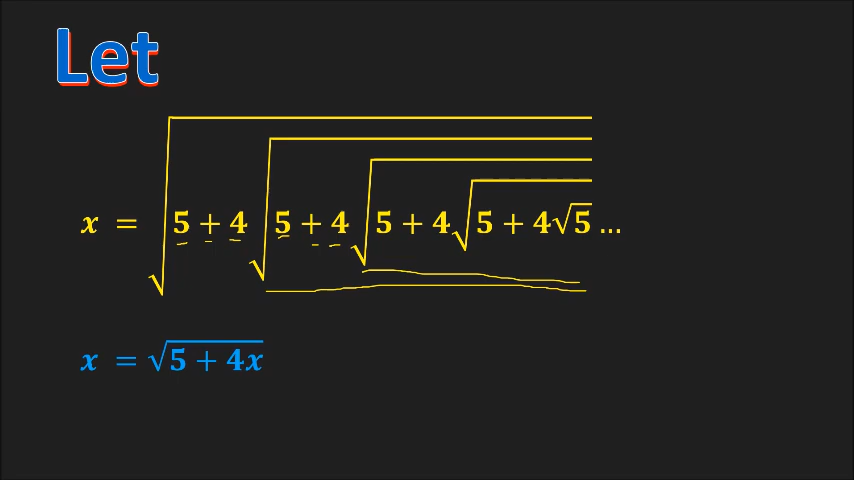 Let
x = √5 + 4√5 + 4√5 + 4√5 + 4√5 ...
x = √5 + 4x